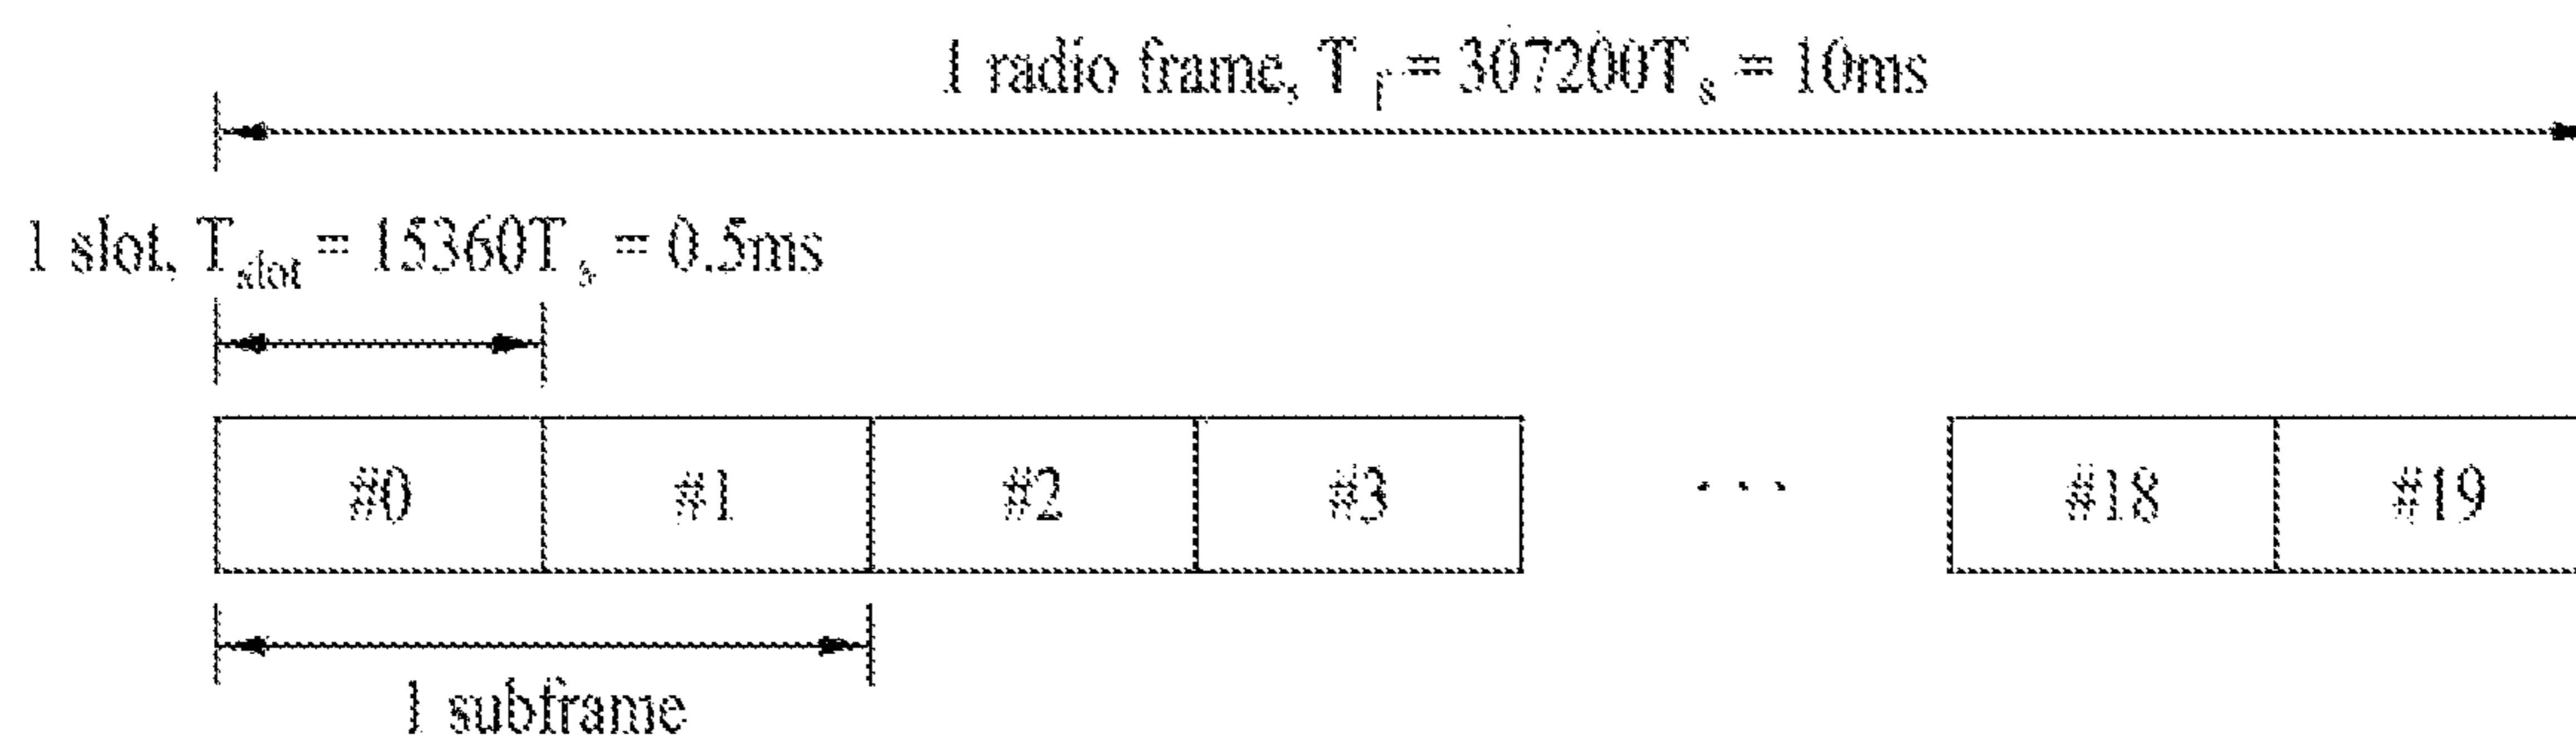 1 radio frame, T_f = 307200T_s = 10ms
1 slot, T_slot = 15360T_s = 0.5ms
#0 #1 #2 #3 . . . #18 #19
1 subframe